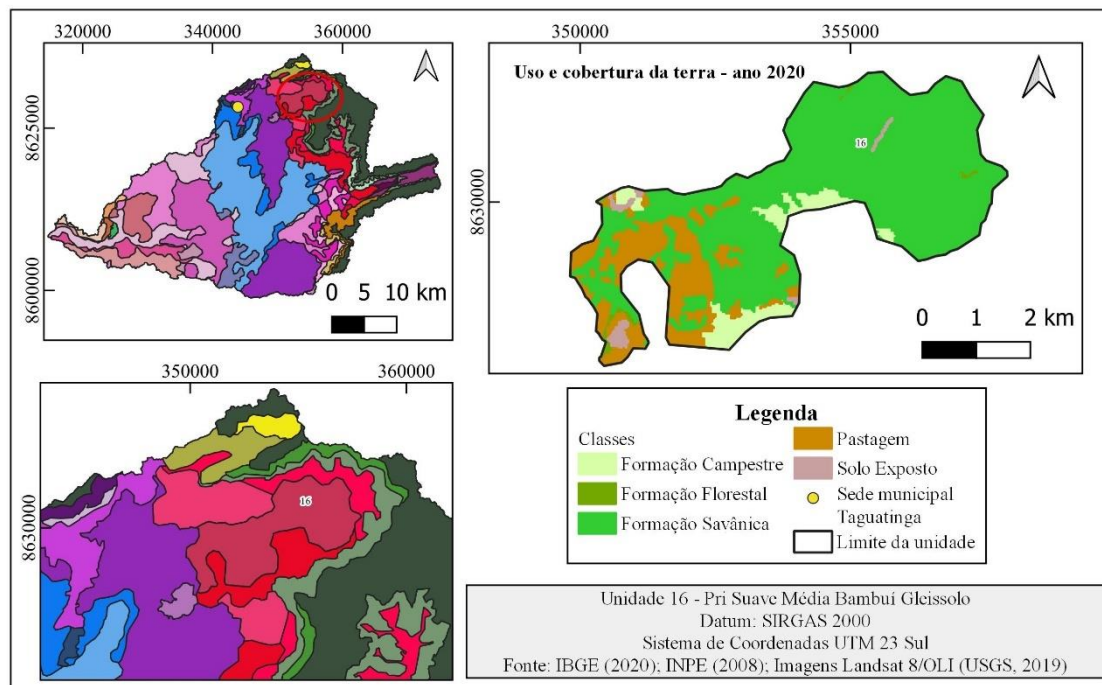 320000 340000 360000
8625000
8600000
0 5 10 km
350000 355000
Uso e cobertura da terra - ano 2020
16
8630000
0 1 2 km
350000 360000
16
8630000
Legenda
Classes
Formação Campestre
Formação Florestal
Formação Savânica
Pastagem
Solo Exposto
Sede municipal
Taguatinga
Limite da unidade
Unidade 16 - Pri Suave Média Bambuí Gleissolo
Datum: SIRGAS 2000
Sistema de Coordenadas UTM 23 Sul
Fonte: IBGE (2020); INPE (2008); Imagens Landsat 8/OLI (USGS, 2019)